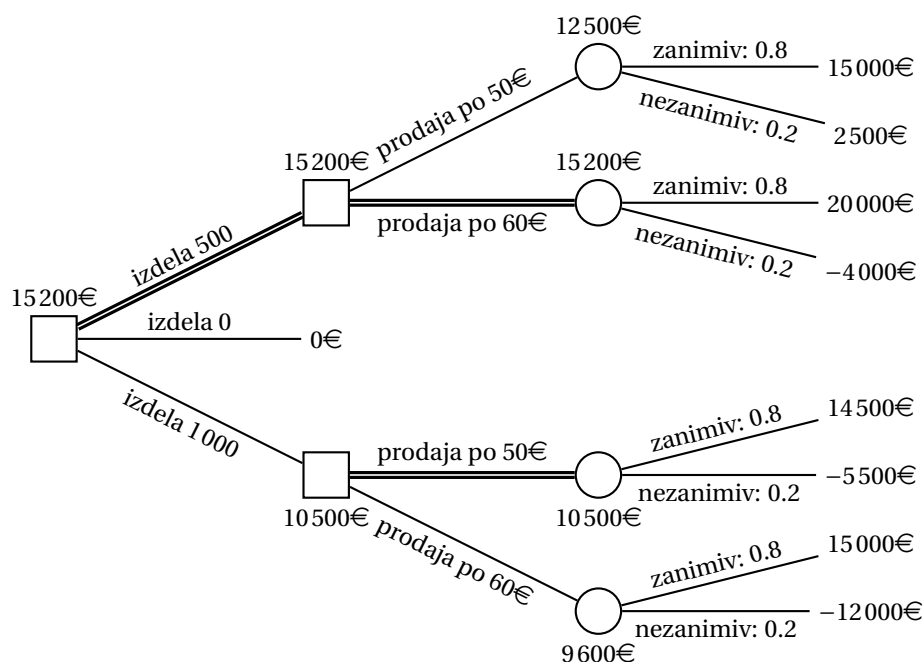 12 500€
zanimiv: 0.8
15 000€
prodaja po 50€
nezanimiv: 0.2
2 500€
15 200€
15 200€
zanimiv: 0.8
20 000€
prodaja po 60€
nezanimiv: 0.2
−4 000€
izdela 500
15 200€
izdela 0
0€
izdela 1 000
14 500€
zanimiv: 0.8
prodaja po 50€
−5 500€
nezanimiv: 0.2
10 500€
10 500€
prodaja po 60€
15 000€
zanimiv: 0.8
−12 000€
nezanimiv: 0.2
9 600€